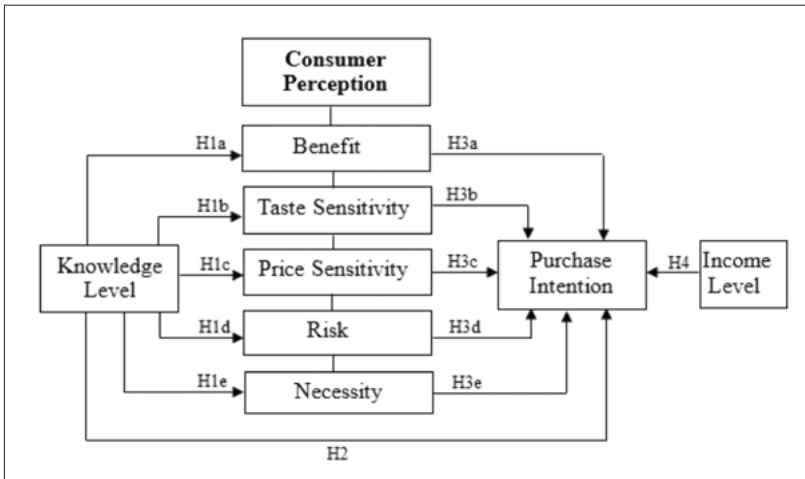 Consumer
Perception
H1a
Benefit
H3a
H1b
Taste Sensitivity
H3b
Knowledge
Level
H1c
Price Sensitivity
H3c
Purchase
Intention
H4
Income
Level
H1d
Risk
H3d
H1e
Necessity
H3e
H2